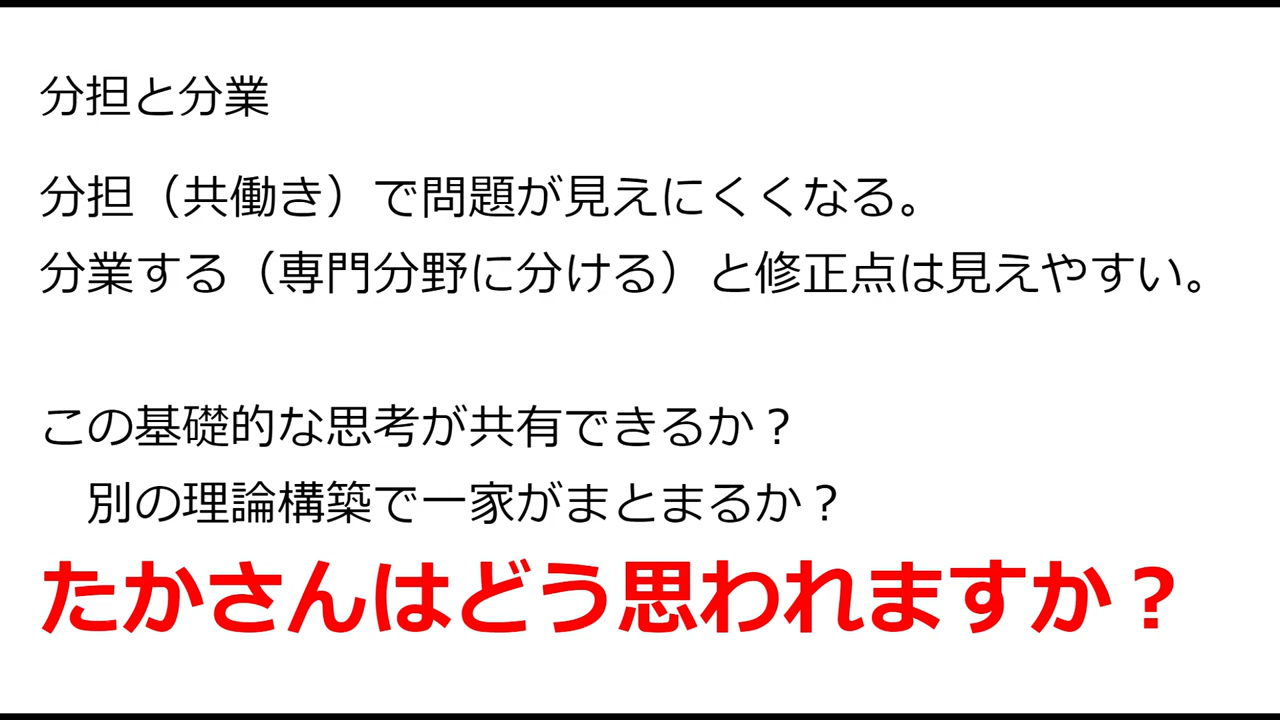 分担と分業
分担（共働き）で問題が見えにくくなる。
分業する（専門分野に分ける）と修正点は見えやすい。
この基礎的な思考が共有できるか？
別の理論構築で一家がまとまるか？
たかさんはどう思われますか？